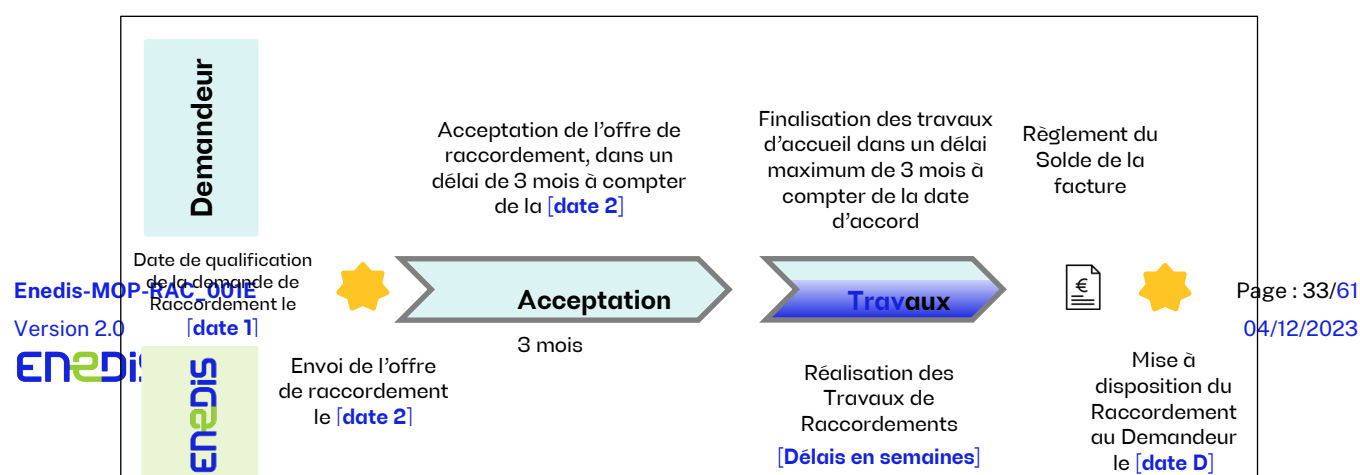 Demandeur
Acceptation de l'offre de
raccordement, dans un
délai de 3 mois à compter
de la [date 2]
Finalisation des travaux
d'accueil dans un délai
maximum de 3 mois à
compter de la date
d'accord
Règlement du
Solde de la
facture
Date de qualification
de la demande de
Raccordement le
[date 1]
Enedis-MOP-RAC_001E
Version 2.0
Acceptation
Travaux
€
Page : 33/61
04/12/2023
3 mois
ENEDIS
ENEDIS
Envoi de l'offre
de raccordement
le [date 2]
Réalisation des
Travaux de
Raccordements
[Délais en semaines]
Mise à
disposition du
Raccordement
au Demandeur
le [date D]